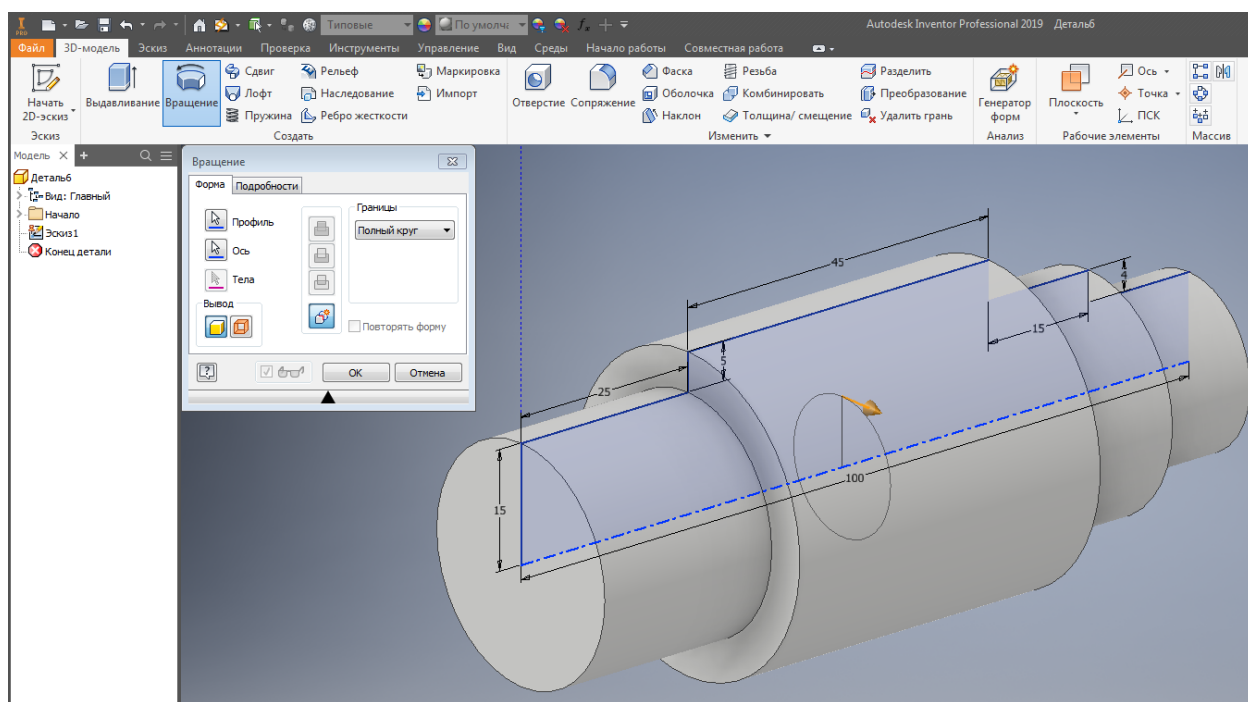 PRO
Типовые
По умолча
fx
Autodesk Inventor Professional 2019 Деталь6
Файл 3D-модель Эскиз Аннотации Проверка Инструменты Управление Вид Среды Начало работы Совместная работа
Начать 2D-эскиз
Эскиз
Выдавливание Вращение
Сдвиг Рельеф Маркировка
Лофт Наследование Импорт
Пружина Ребро жесткости
Создать
Отверстие Сопряжение
Фаска Резьба Разделить
Оболочка Комбинировать Преобразование
Наклон Толщина/ смещение Удалить грань
Изменить
Генератор форм
Анализ
Плоскость
Ось
Точка
ПСК
Рабочие элементы
Массив
Модель
Деталь6
Вид: Главный
Начало
Эскиз1
Конец детали
Вращение
Форма Подробности
Профиль
Ось
Тела
Вывод
Границы
Полный круг
Повторять форму
ОК Отмена
45
4
15
5
25
100
15